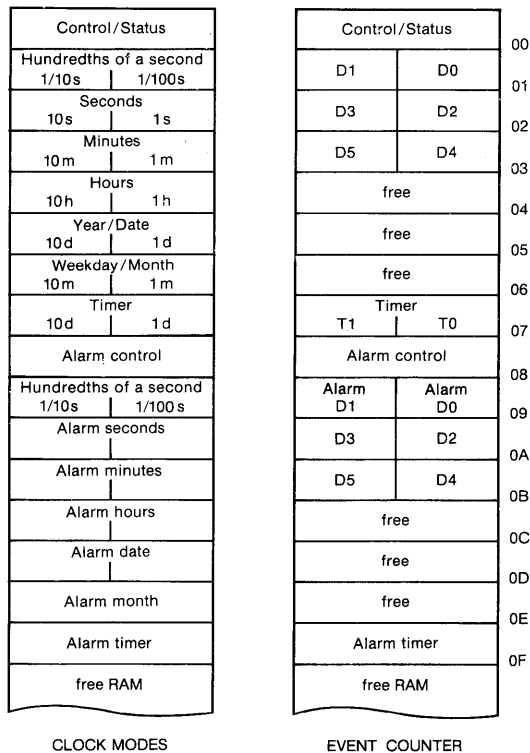 Control/Status
Hundredths of a second
1/10s 1/100s
Seconds
10s 1s
Minutes
10m 1m
Hours
10h 1h
Year/Date
10d 1d
Weekday/Month
10m 1m
Timer
10d 1d
Alarm control
Hundredths of a second
1/10s 1/100s
Alarm seconds
Alarm minutes
Alarm hours
Alarm date
Alarm month
Alarm timer
free RAM
CLOCK MODES
Control/Status
00
D1 D0
01
D3 D2
02
D5 D4
03
free
04
free
05
free
06
Timer
T1 T0
07
Alarm control
08
Alarm Alarm
D1 D0
09
D3 D2
0A
D5 D4
0B
free
0C
free
0D
free
0E
Alarm timer
0F
free RAM
EVENT COUNTER